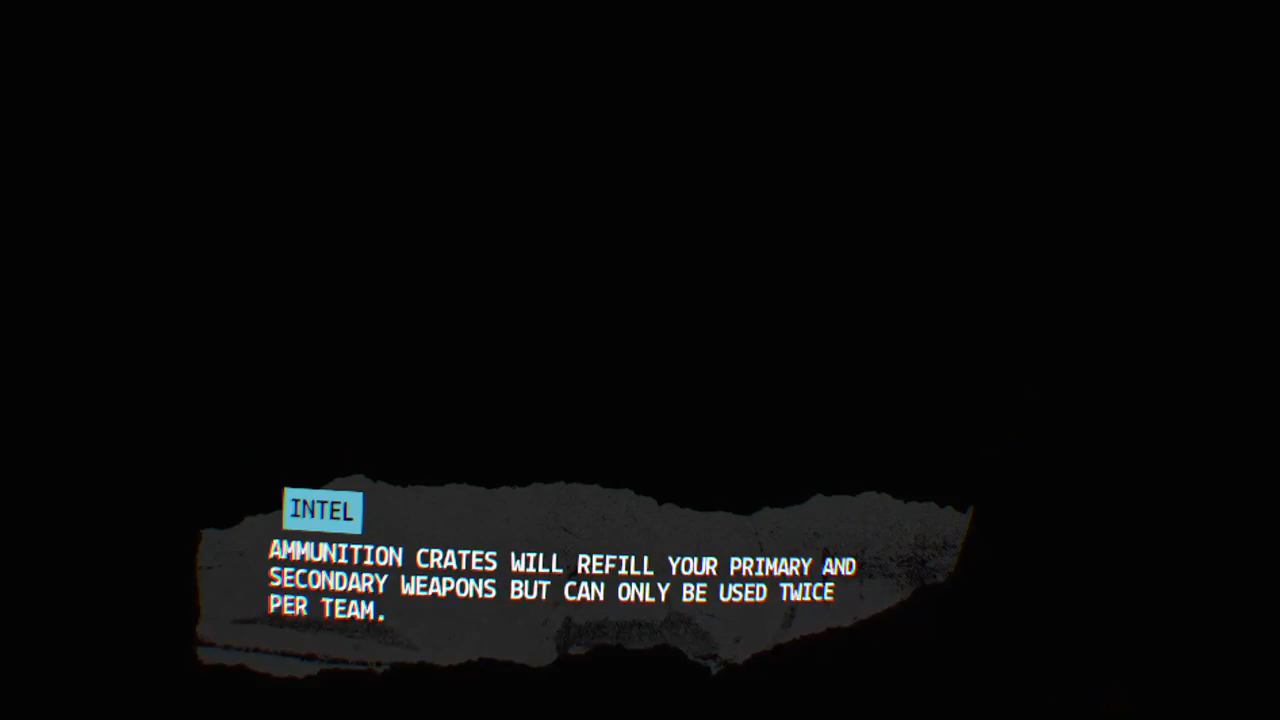 INTEL
AMMUNITION CRATES WILL REFILL YOUR PRIMARY AND
SECONDARY WEAPONS BUT CAN ONLY BE USED TWICE
PER TEAM.